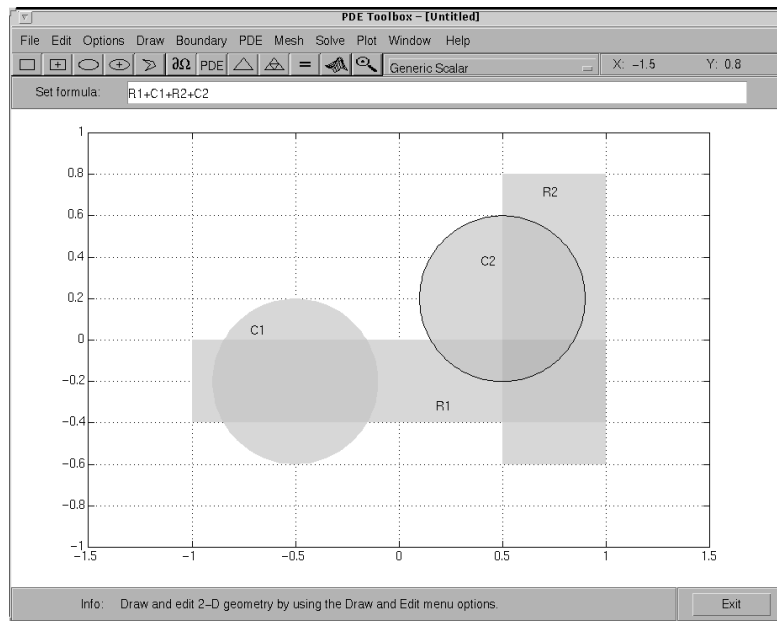 PDE Toolbox – [Untitled]
File Edit Options Draw Boundary PDE Mesh Solve Plot Window Help
∂Ω PDE = Generic Scalar X: −1.5 Y: 0.8
Set formula: R1+C1+R2+C2
1
0.8
0.6
0.4
0.2
0
−0.2
−0.4
−0.6
−0.8
−1
R2
C2
C1
R1
−1.5 −1 −0.5 0 0.5 1 1.5
Info: Draw and edit 2−D geometry by using the Draw and Edit menu options. Exit